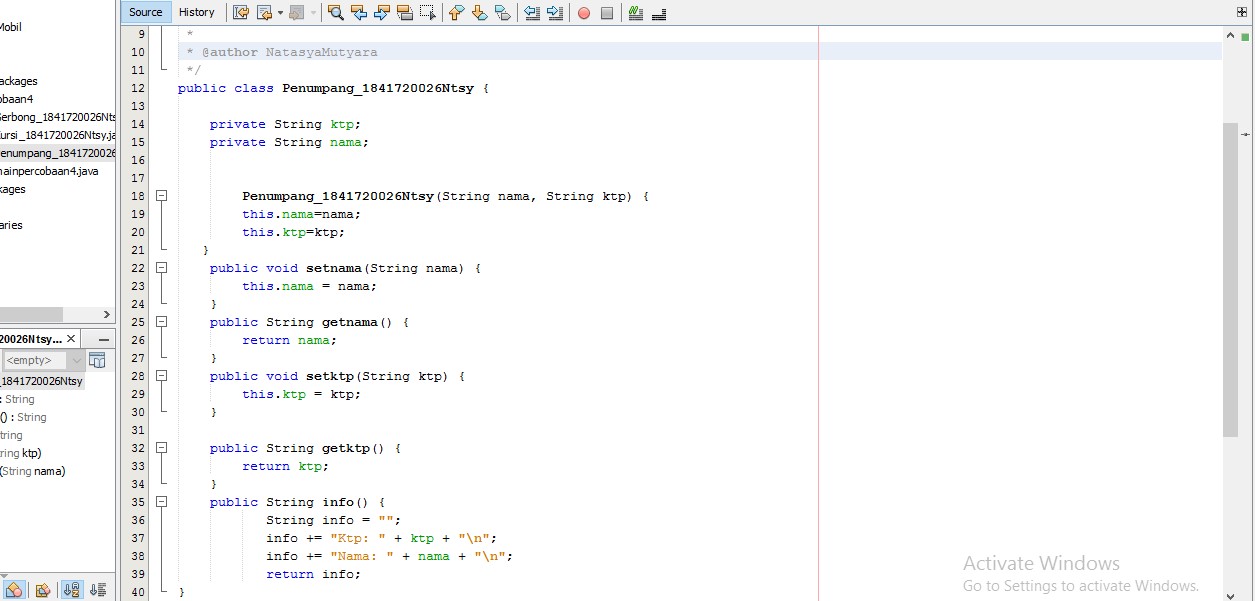 Source History
Mobil
ackages
obaan4
Gerbong_1841720026Nts
Kursi_1841720026Ntsy.ja
Penumpang_1841720026
mainpercobaan4.java
kages
aries
20026Ntsy... X
<empty>
_1841720026Ntsy
: String
() : String
tring
ring ktp)
(String nama)
9 *
10 * @author NatasyaMutyara
11 */
12 public class Penumpang_1841720026Ntsy {
13
14 private String ktp;
15 private String nama;
16
17
18 Penumpang_1841720026Ntsy(String nama, String ktp) {
19 this.nama=nama;
20 this.ktp=ktp;
21 }
22 public void setnama(String nama) {
23 this.nama = nama;
24 }
25 public String getnama() {
26 return nama;
27 }
28 public void setktp(String ktp) {
29 this.ktp = ktp;
30 }
31
32 public String getktp() {
33 return ktp;
34 }
35 public String info() {
36 String info = "";
37 info += "Ktp: " + ktp + "\n";
38 info += "Nama: " + nama + "\n";
39 return info;
40 }
Activate Windows
Go to Settings to activate Windows.